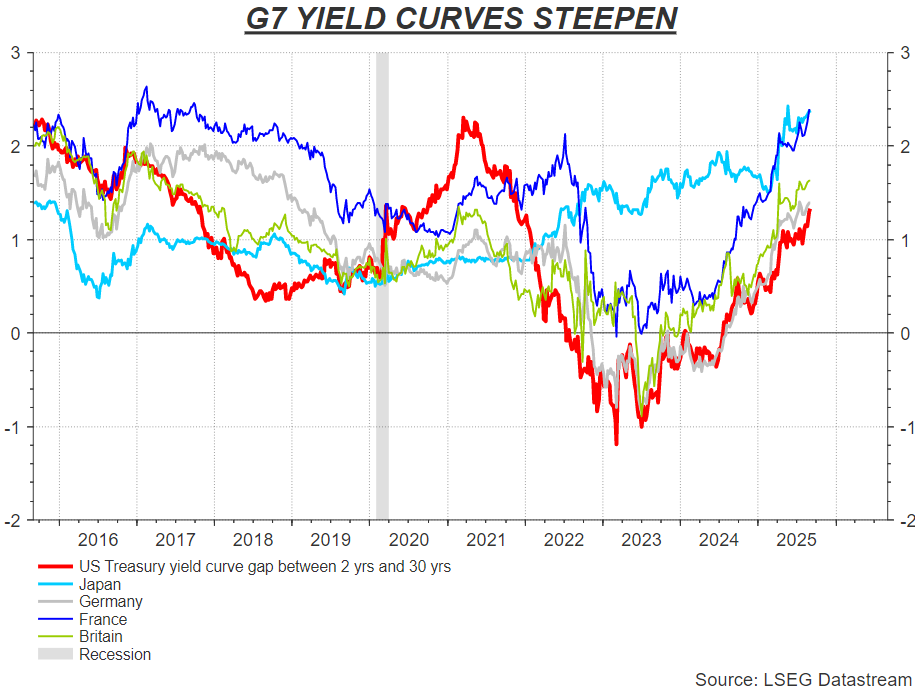 G7 YIELD CURVES STEEPEN
3 3
2 2
1 1
0 0
-1 -1
-2 -2
2016 2017 2018 2019 2020 2021 2022 2023 2024 2025
US Treasury yield curve gap between 2 yrs and 30 yrs
Japan
Germany
France
Britain
Recession
Source: LSEG Datastream